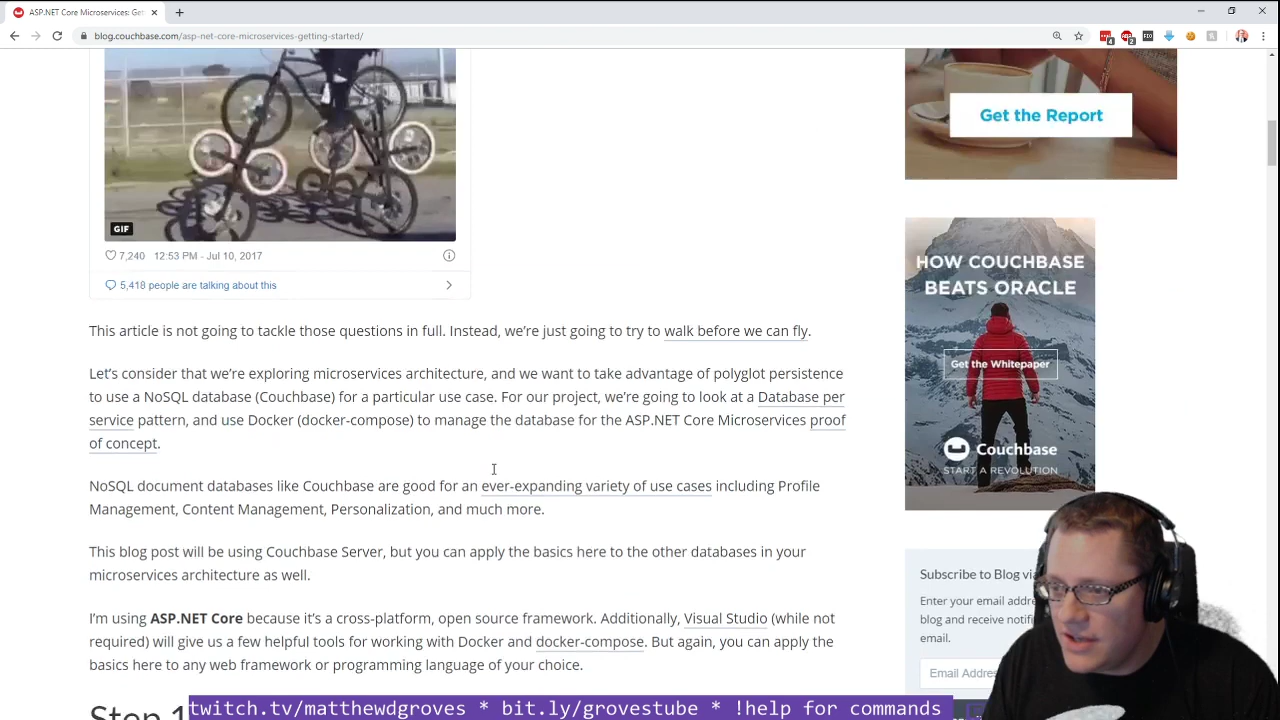 ASP.NET Core Microservices: Get
blog.couchbase.com/asp-net-core-microservices-getting-started/
4
2
GIF
7,240 12:53 PM - Jul 10, 2017
5,418 people are talking about this
This article is not going to tackle those questions in full. Instead, we're just going to try to walk before we can fly.
Let's consider that we're exploring microservices architecture, and we want to take advantage of polyglot persistence
to use a NoSQL database (Couchbase) for a particular use case. For our project, we're going to look at a Database per
service pattern, and use Docker (docker-compose) to manage the database for the ASP.NET Core Microservices proof
of concept.
NoSQL document databases like Couchbase are good for an ever-expanding variety of use cases including Profile
Management, Content Management, Personalization, and much more.
This blog post will be using Couchbase Server, but you can apply the basics here to the other databases in your
microservices architecture as well.
I'm using ASP.NET Core because it's a cross-platform, open source framework. Additionally, Visual Studio (while not
required) will give us a few helpful tools for working with Docker and docker-compose. But again, you can apply the
basics here to any web framework or programming language of your choice.
Step 1
Get the Report
HOW COUCHBASE
BEATS ORACLE
Get the Whitepaper
Couchbase
START A REVOLUTION
Subscribe to Blog via
Enter your email addre
blog and receive notifi
email.
Email Addres
twitch.tv/matthewdgroves * bit.ly/grovestube * !help for commands